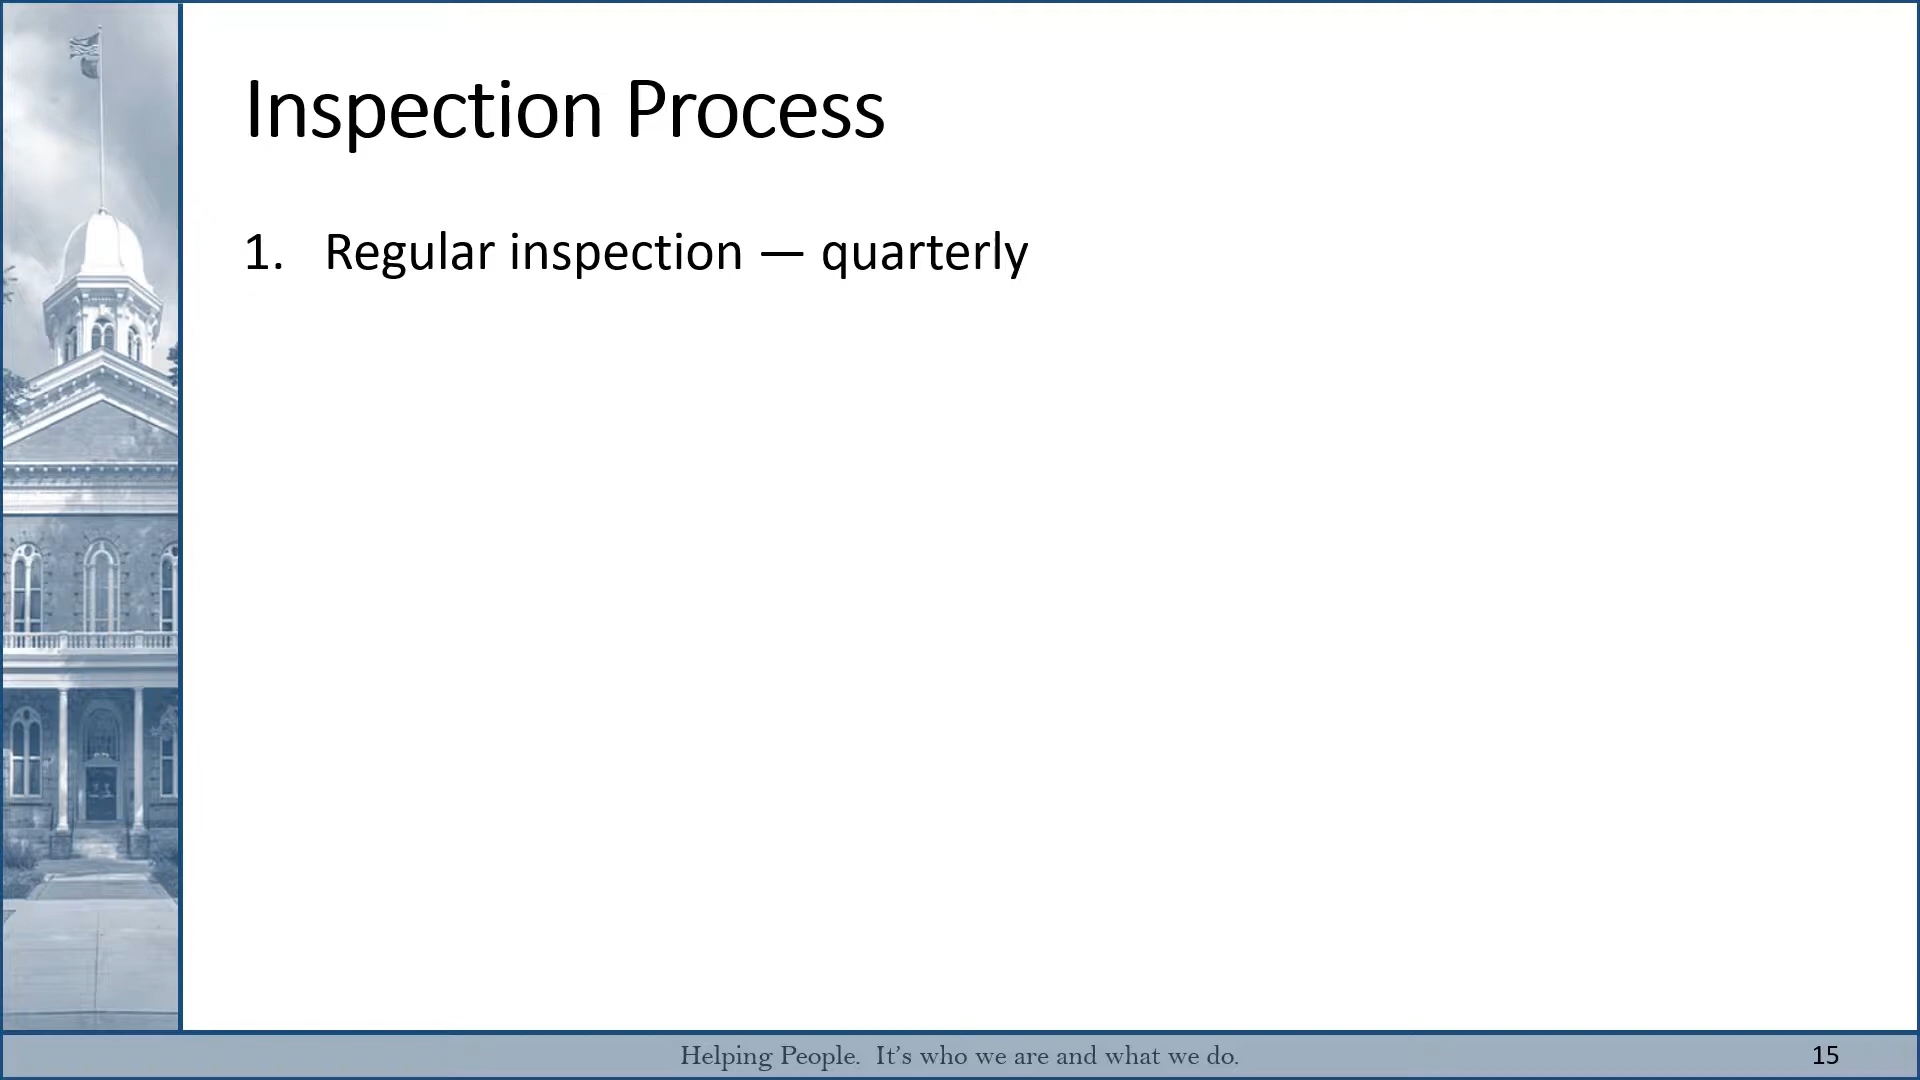 Inspection Process
1. Regular inspection — quarterly
Helping People. It’s who we are and what we do.
15